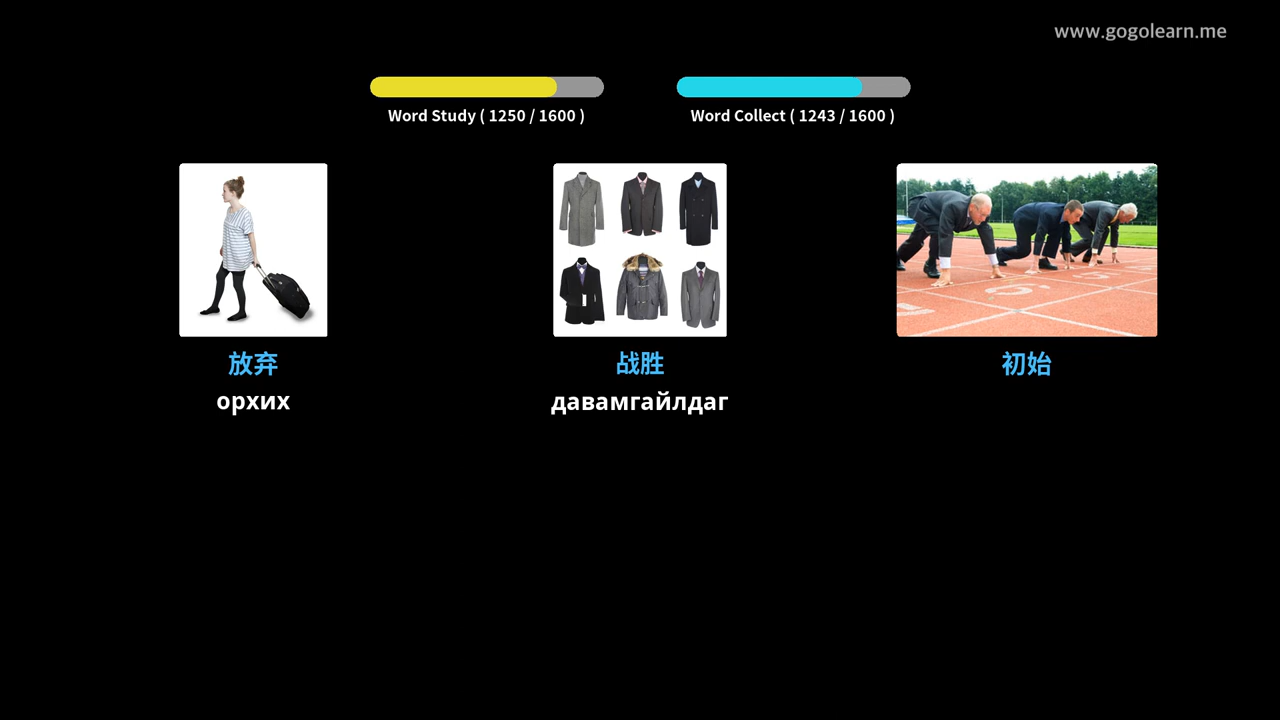 www.gogolearn.me
Word Study ( 1250 / 1600 )
Word Collect ( 1243 / 1600 )
放弃
战胜
初始
орхих
давамгайлдаг